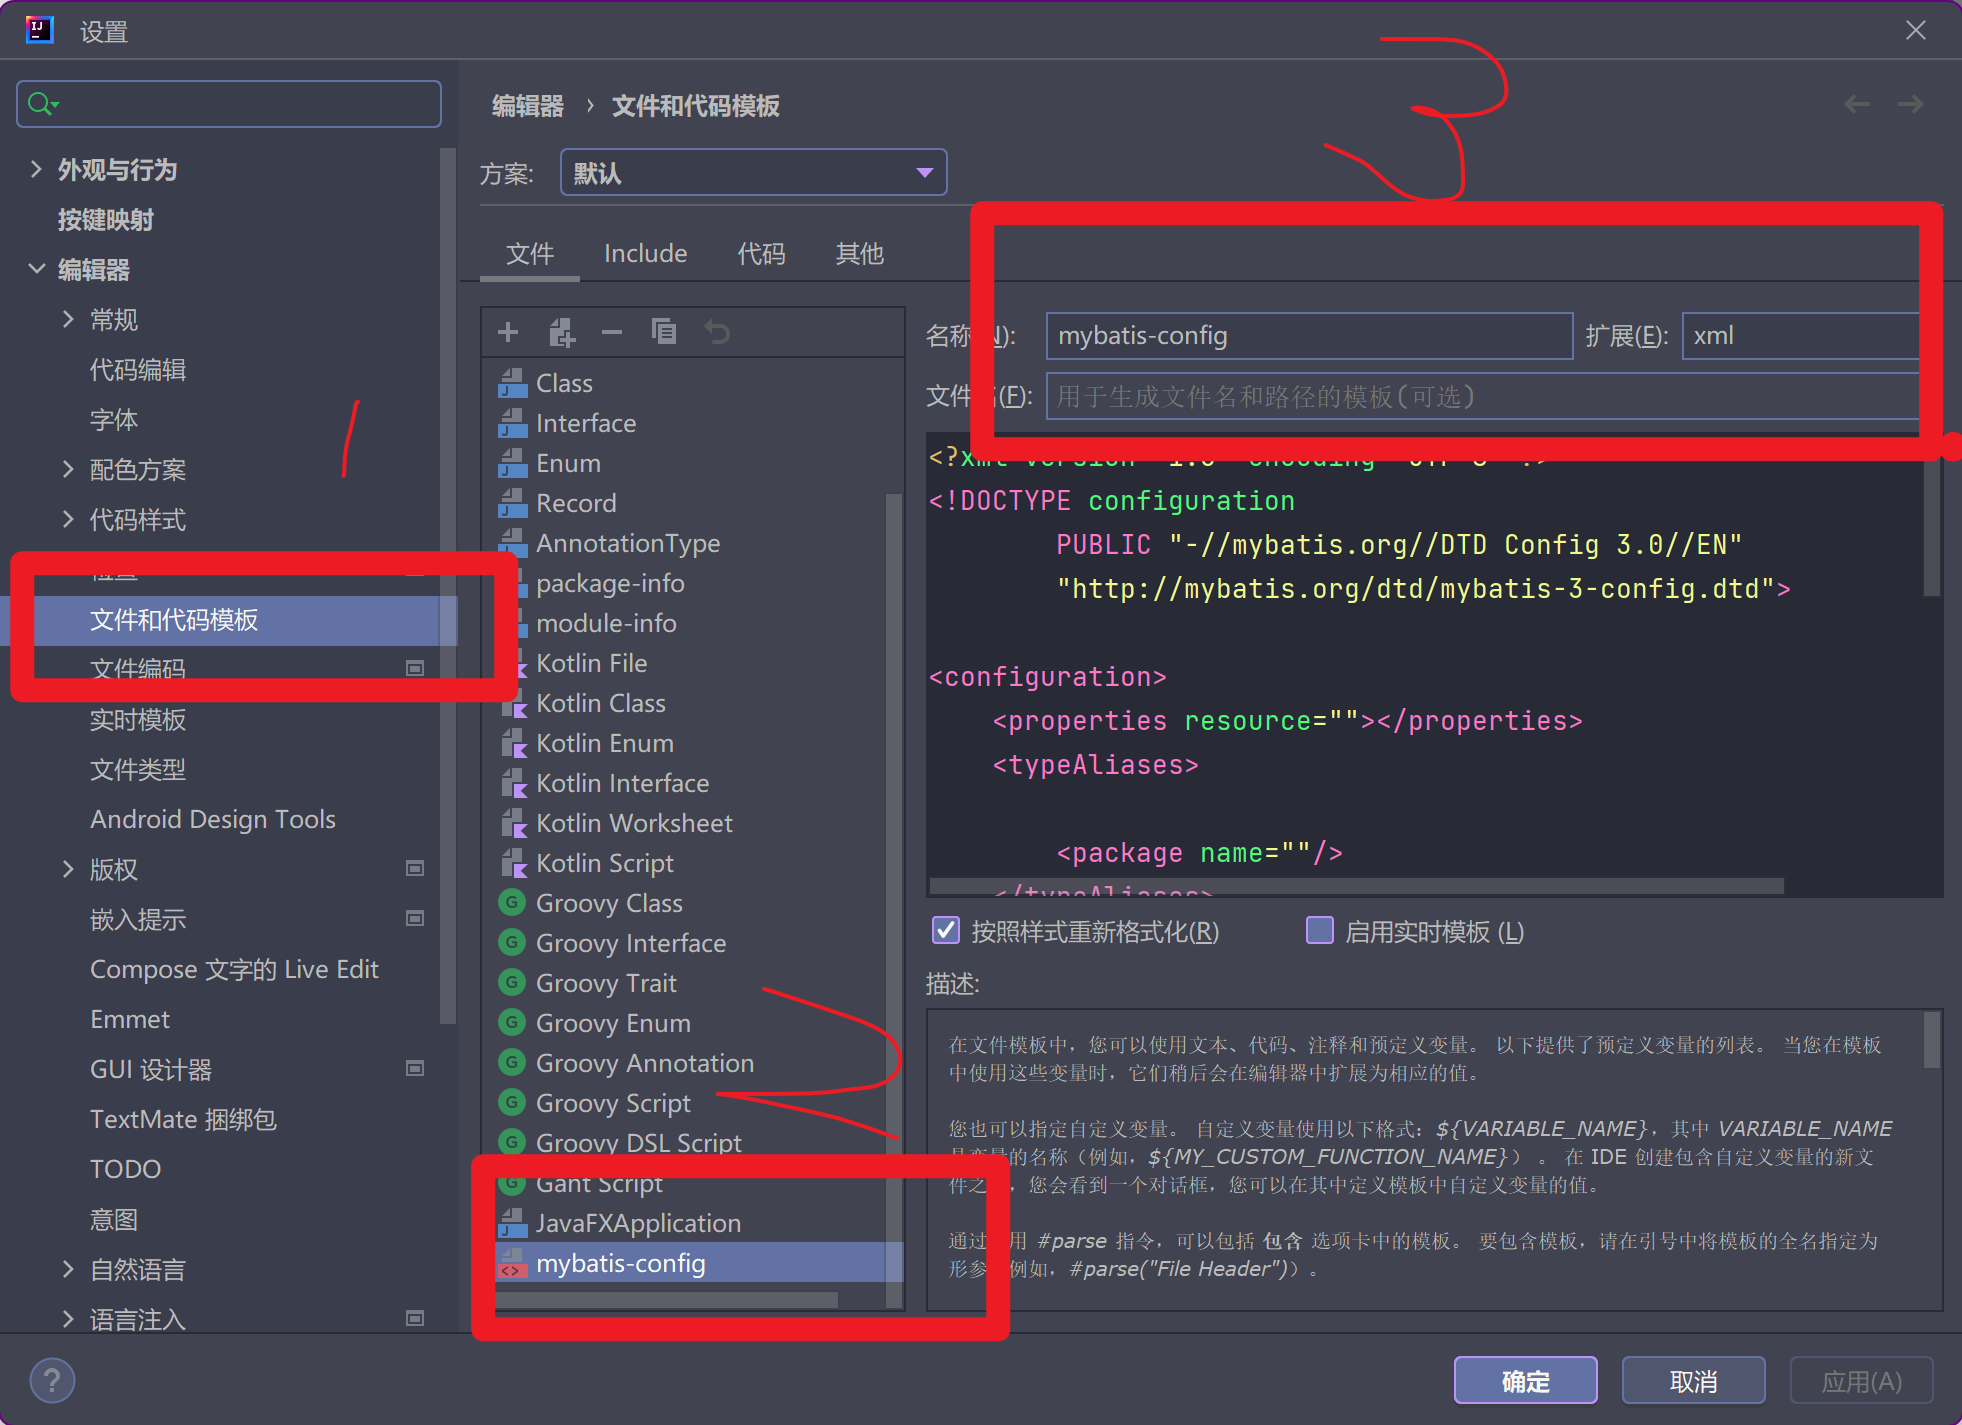 设置
外观与行为
按键映射
编辑器
常规
代码编辑
字体
配色方案
代码样式
文件和代码模板
文件编码
实时模板
文件类型
Android Design Tools
版权
嵌入提示
Compose 文字的 Live Edit
Emmet
GUI 设计器
TextMate 捆绑包
TODO
意图
自然语言
语言注入
编辑器 › 文件和代码模板
方案: 默认
文件 Include 代码 其他
Class
Interface
Enum
Record
AnnotationType
package-info
module-info
Kotlin File
Kotlin Class
Kotlin Enum
Kotlin Interface
Kotlin Worksheet
Kotlin Script
Groovy Class
Groovy Interface
Groovy Trait
Groovy Enum
Groovy Annotation
Groovy Script
Groovy DSL Script
Gant Script
JavaFXApplication
mybatis-config
名称 mybatis-config 扩展(E): xml
(F): 用于生成文件名和路径的模板(可选)
<!DOCTYPE configuration
PUBLIC "-//mybatis.org//DTD Config 3.0//EN"
"http://mybatis.org/dtd/mybatis-3-config.dtd">
<configuration>
<properties resource=""></properties>
<typeAliases>
<package name=""/>
</typeAliases>
按照样式重新格式化(R) 启用实时模板 (L)
描述:
在文件模板中，您可以使用文本、代码、注释和预定义变量。 以下提供了预定义变量的列表。 当您在模板
中使用这些变量时，它们稍后会在编辑器中扩展为相应的值。
您也可以指定自定义变量。 自定义变量使用以下格式: ${VARIABLE_NAME}，其中 VARIABLE_NAME
的名称（例如，${MY_CUSTOM_FUNCTION_NAME}）。 在 IDE 创建包含自定义变量的新文
件之，您会看到一个对话框，您可以在其中定义模板中自定义变量的值。
通过 用 #parse 指令，可以包括 包含 选项卡中的模板。 要包含模板，请在引号中将模板的全名指定为
形参 例如，#parse("File Header")）。
确定 取消 应用(A)
1
2
3